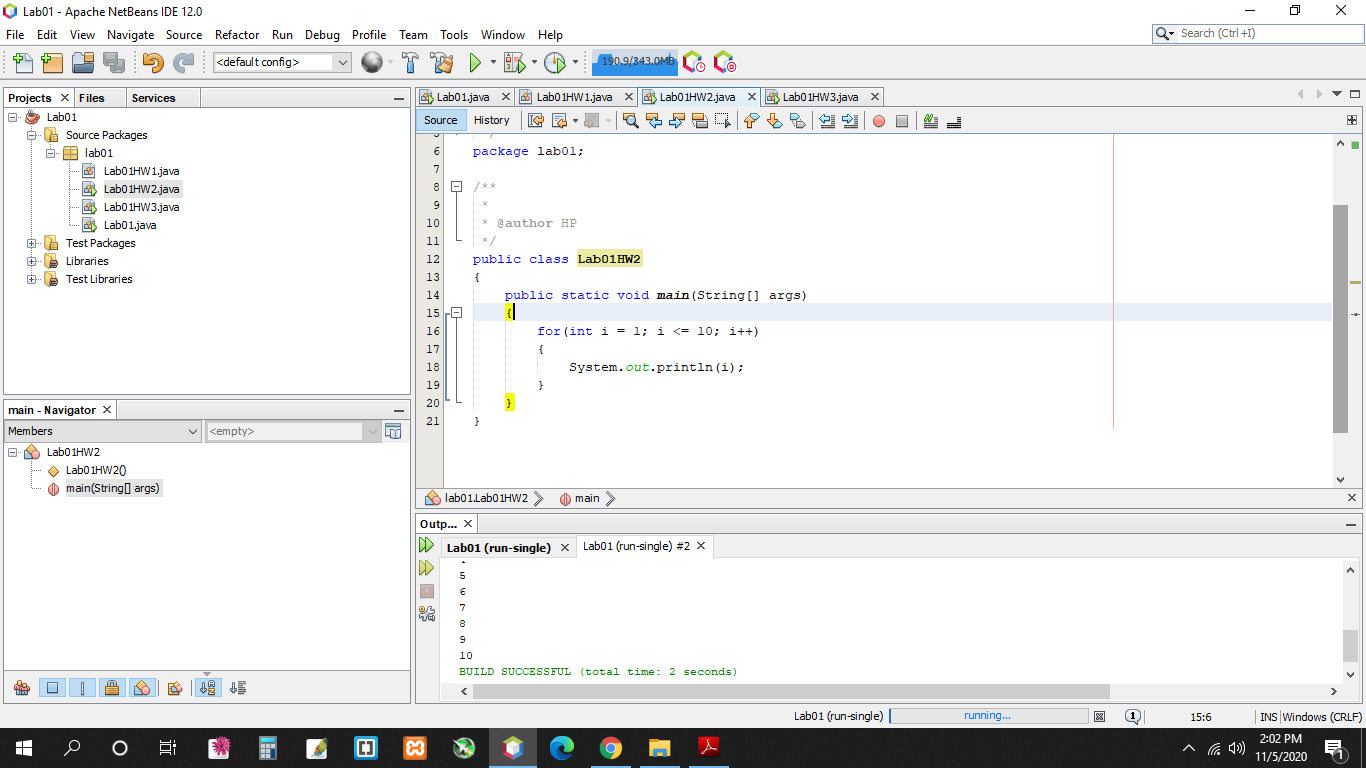 Lab01 - Apache NetBeans IDE 12.0
File Edit View Navigate Source Refactor Run Debug Profile Team Tools Window Help
Search (Ctrl+I)
<default config>
190.9/343.0MB
Projects Files Services
Lab01
Source Packages
lab01
Lab01HW1.java
Lab01HW2.java
Lab01HW3.java
Lab01.java
Test Packages
Libraries
Test Libraries
main - Navigator
Members
<empty>
Lab01HW2
Lab01HW2()
main(String[] args)
Lab01.java Lab01HW1.java Lab01HW2.java Lab01HW3.java
Source History
6 package lab01;
7
8 /**
9 *
10 * @author HP
11 */
12 public class Lab01HW2
13 {
14 public static void main(String[] args)
15 {
16 for(int i = 1; i <= 10; i++)
17 {
18 System.out.println(i);
19 }
20 }
21 }
lab01.Lab01HW2 main
Outp...
Lab01 (run-single) Lab01 (run-single) #2
5
6
7
8
9
10
BUILD SUCCESSFUL (total time: 2 seconds)
Lab01 (run-single) running... 1 15:6 INS Windows (CRLF)
2:02 PM
11/5/2020
1